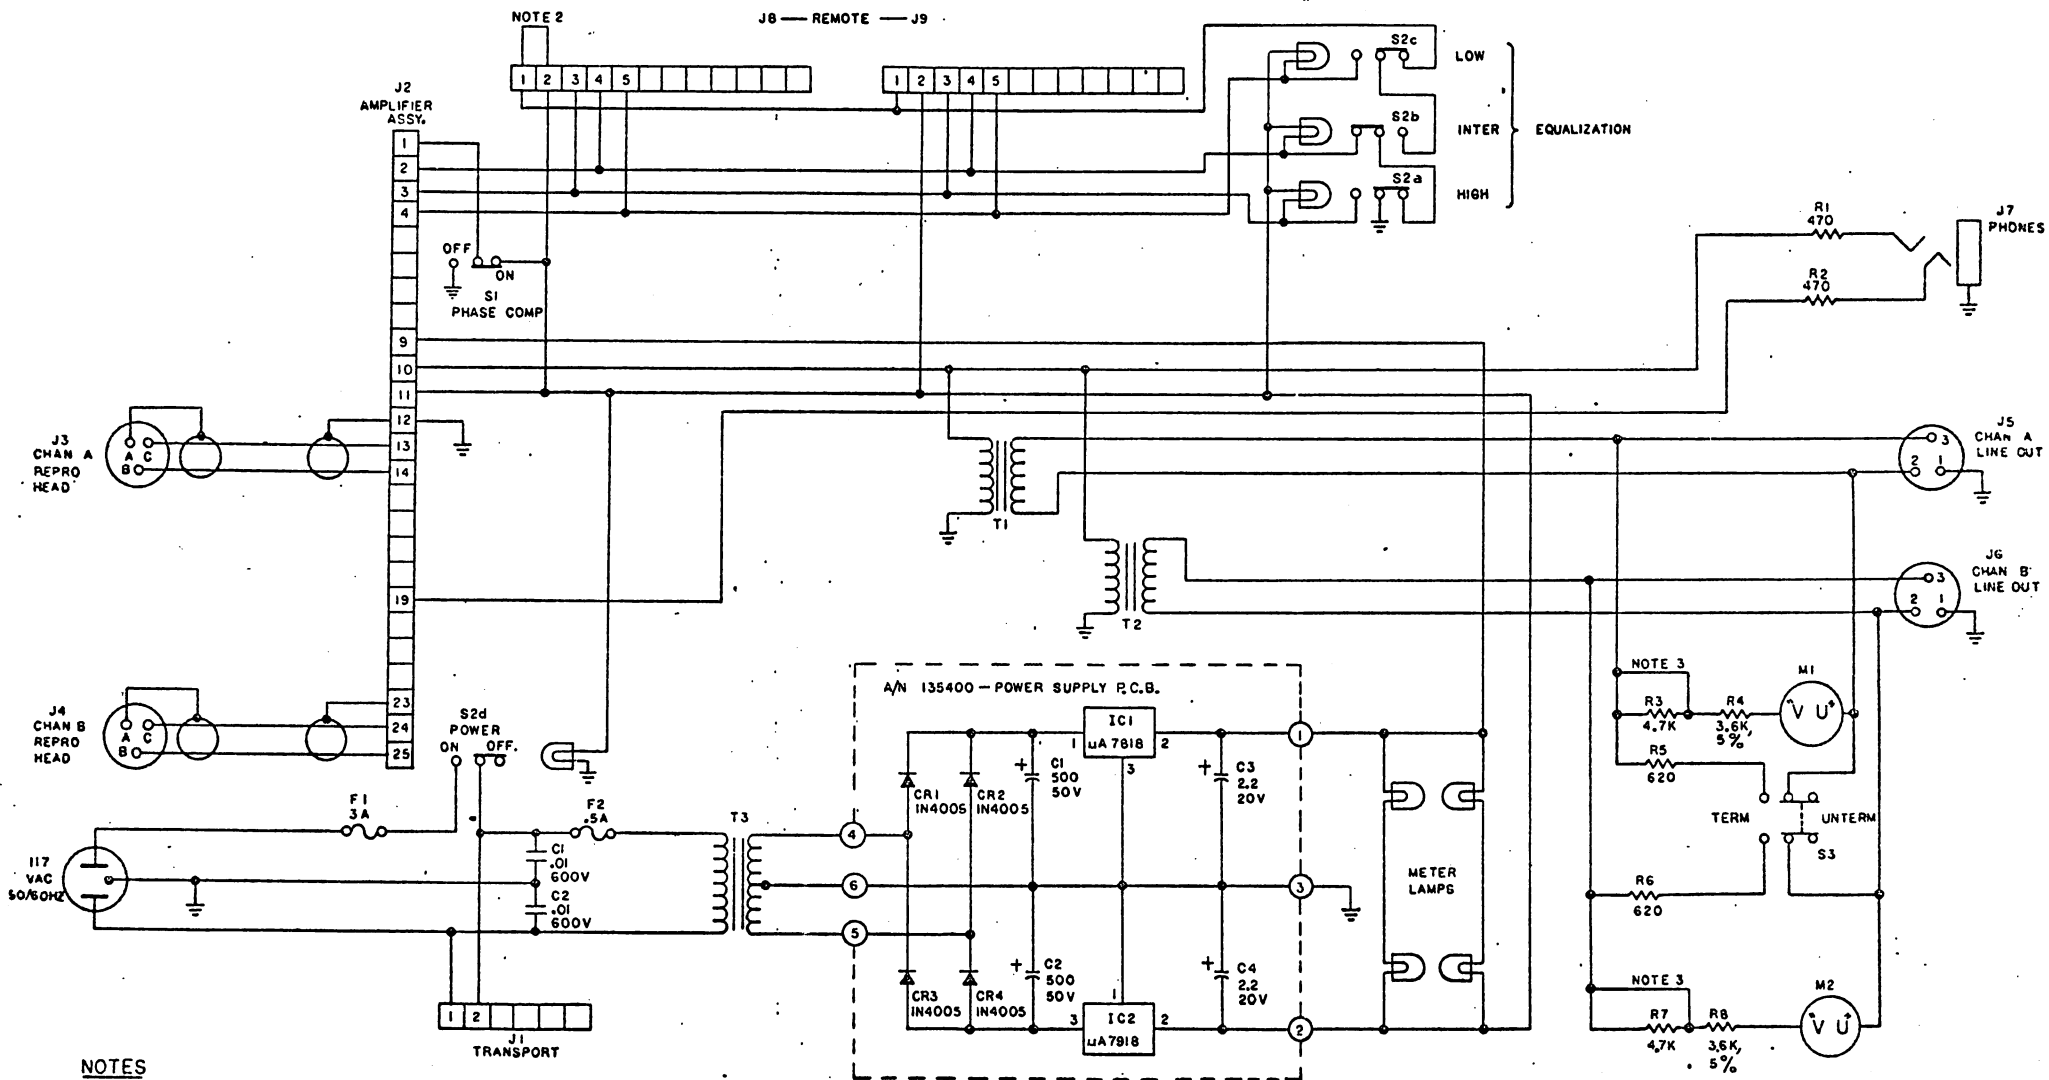 NOTE 2
J8 — REMOTE — J9
1 2 3 4 5
1 2 3 4 5
S2c
LOW
S2b
INTER
EQUALIZATION
S2a
HIGH
J2
AMPLIFIER
ASSY.
1
2
3
4
9
10
11
12
13
14
19
23
24
25
OFF
ON
S1
PHASE COMP
R1
470
R2
470
J7
PHONES
J3
CHAN A
REPRO
HEAD
A C
B
J4
CHAN B
REPRO
HEAD
A C
B
T1
T2
J5
CHAN A
LINE OUT
3
2 1
J6
CHAN B
LINE OUT
3
2 1
S2d
POWER
ON OFF.
F1
3A
F2
.5A
117
VAC
50/60HZ
C1
.01
600V
C2
.01
600V
T3
1 2
J1
TRANSPORT
A/N 135400 — POWER SUPPLY P.C.B.
4
6
5
CR1
IN4005
CR2
IN4005
CR3
IN4005
CR4
IN4005
+ C1
500
50V
+ C2
500
50V
IC1
uA 7818
1 2
3
1
IC2
uA7918
3 2
+ C3
2.2
20V
+ C4
2.2
20V
1
3
2
METER
LAMPS
NOTE 3
R3
4.7K
R4
3.6K,
5%
M1
- V U +
R5
620
TERM UNTERM
S3
R6
620
NOTE 3
R7
4.7K
R8
3.6K,
5%
M2
- V U +
NOTES